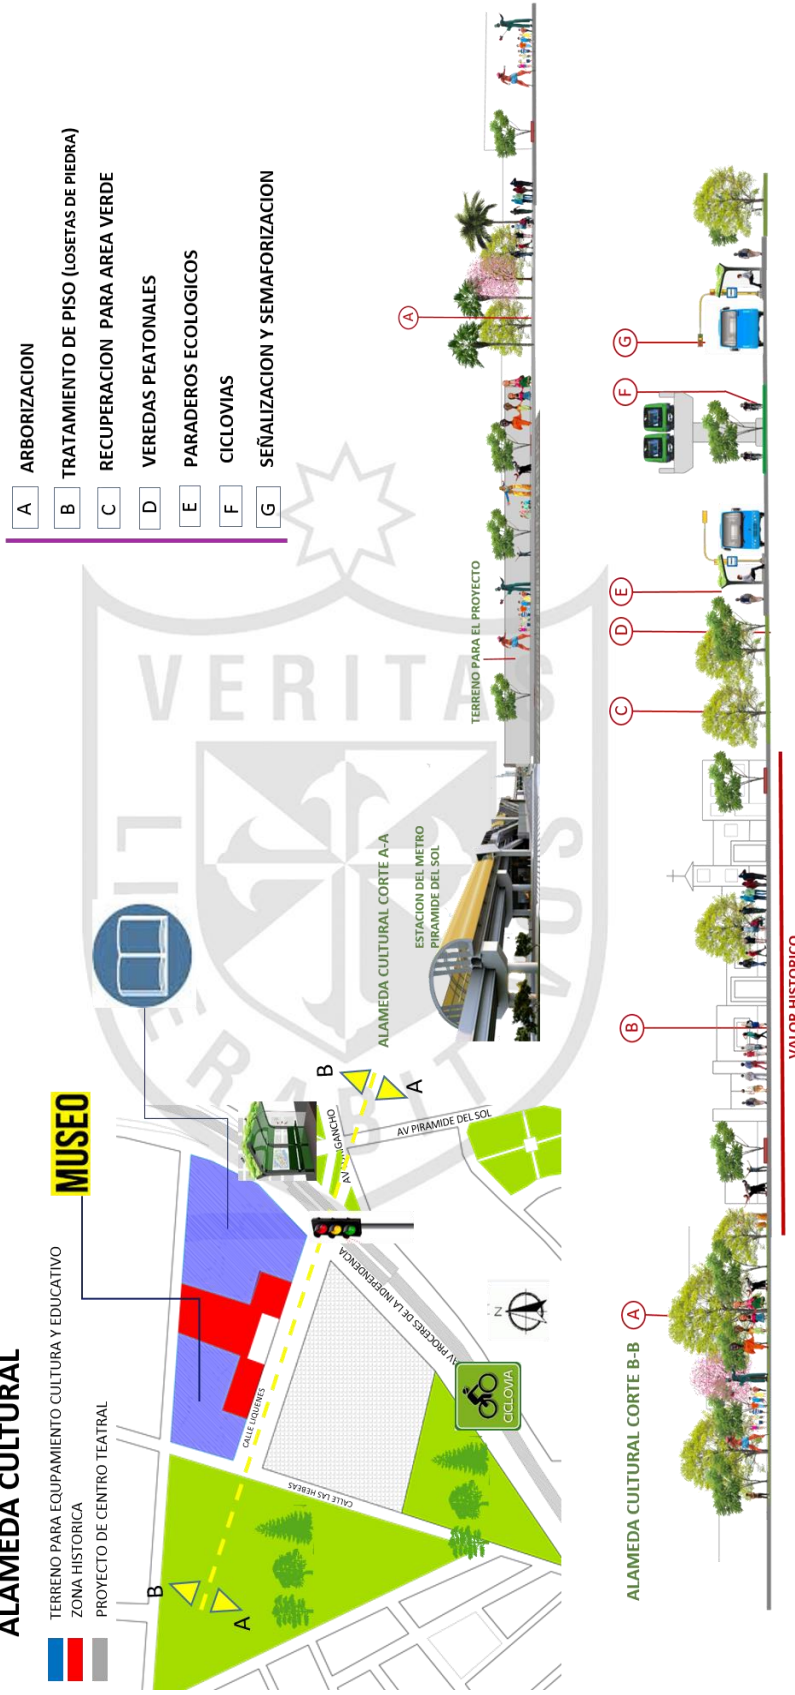 ALAMEDA CULTURAL
TERRENO PARA EQUIPAMIENTO CULTURA Y EDUCATIVO
ZONA HISTORICA
PROYECTO DE CENTRO TEATRAL
MUSEO
A ARBORIZACION
B TRATAMIENTO DE PISO (LOSETAS DE PIEDRA)
C RECUPERACION PARA AREA VERDE
D VEREDAS PEATONALES
E PARADEROS ECOLOGICOS
F CICLOVIAS
G SEÑALIZACION Y SEMAFORIZACION
B
A
CALLE LIQUENES
CALLE LAS HEBEAS
AV PROCERES DE LA INDEPENDENCIA
AV
GANCHO
AV PIRAMIDE DEL SOL
B
A
N
CICLOVIA
VERITAS
ALAMEDA CULTURAL CORTE A-A
ESTACION DEL METRO
PIRAMIDE DEL SOL
TERRENO PARA EL PROYECTO
A
ALAMEDA CULTURAL CORTE B-B
A
B
C
D
E
F
G
VALOR HISTORICO